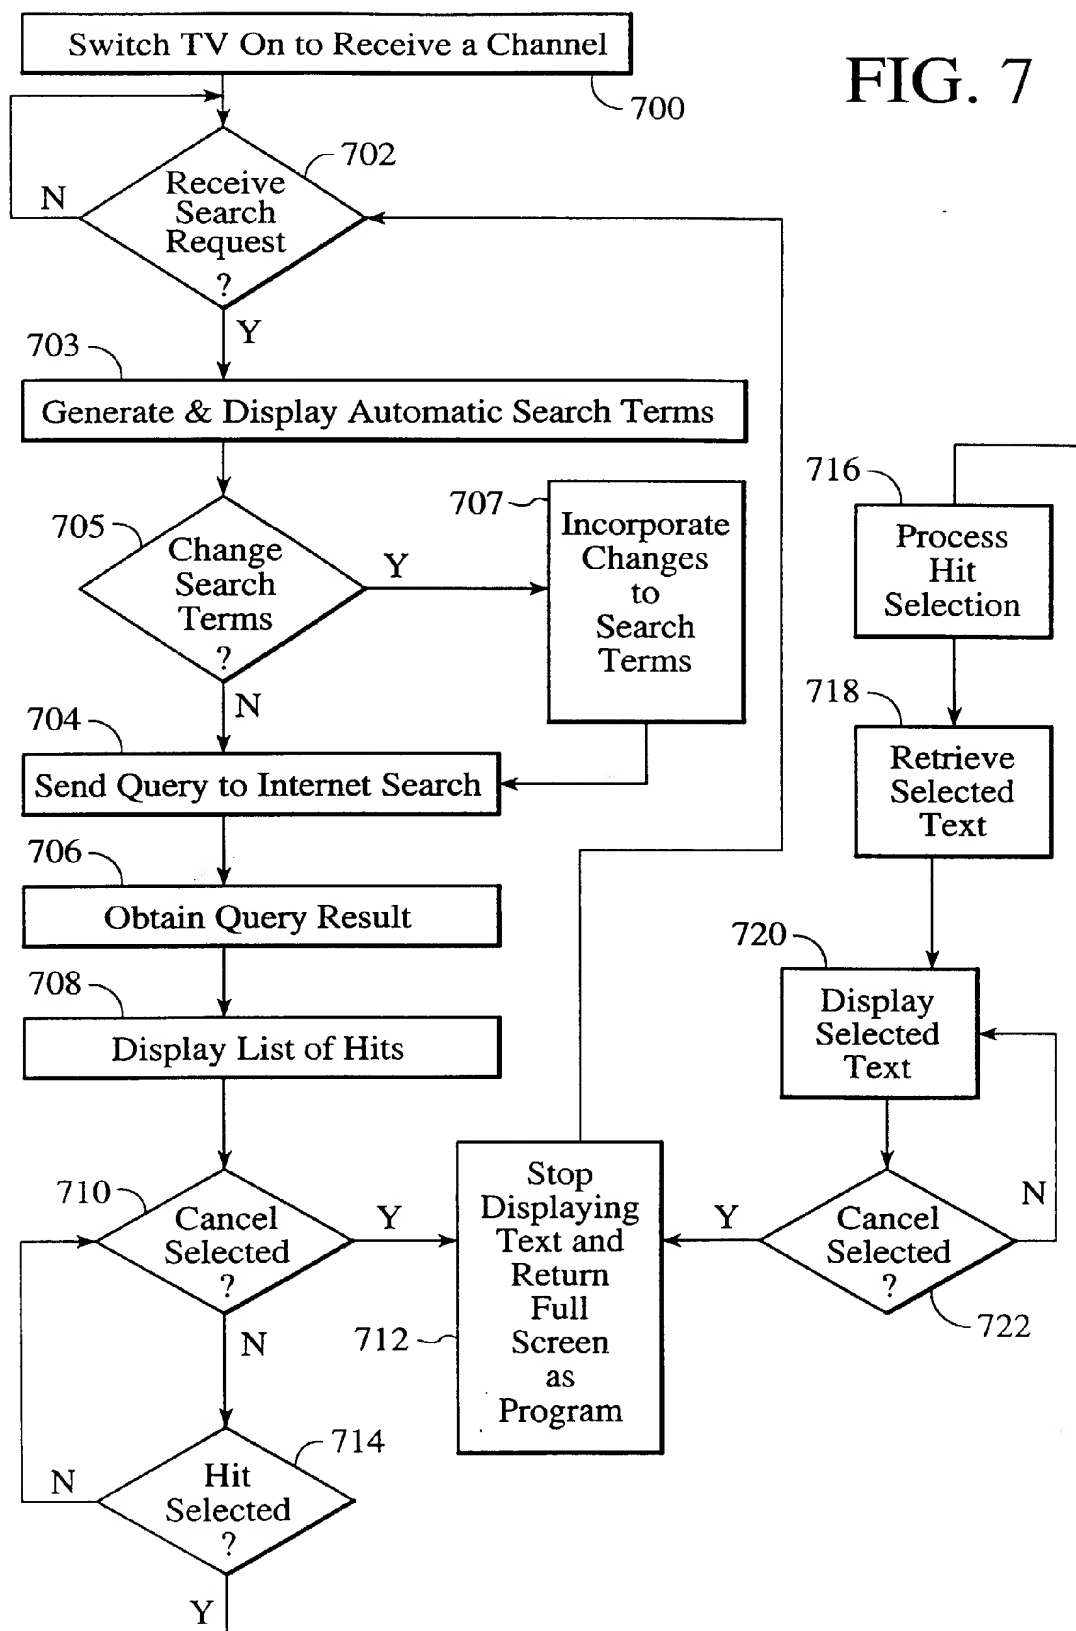 Switch TV On to Receive a Channel
700
FIG. 7
702
Receive
Search
Request
?
N
Y
703
Generate & Display Automatic Search Terms
705
Change
Search
Terms
?
Y
N
707
Incorporate
Changes
to
Search
Terms
704
Send Query to Internet Search
706
Obtain Query Result
708
Display List of Hits
710
Cancel
Selected
?
Y
N
712
Stop
Displaying
Text and
Return
Full
Screen
as
Program
714
Hit
Selected
?
N
Y
716
Process
Hit
Selection
718
Retrieve
Selected
Text
720
Display
Selected
Text
Cancel
Selected
?
Y
N
722